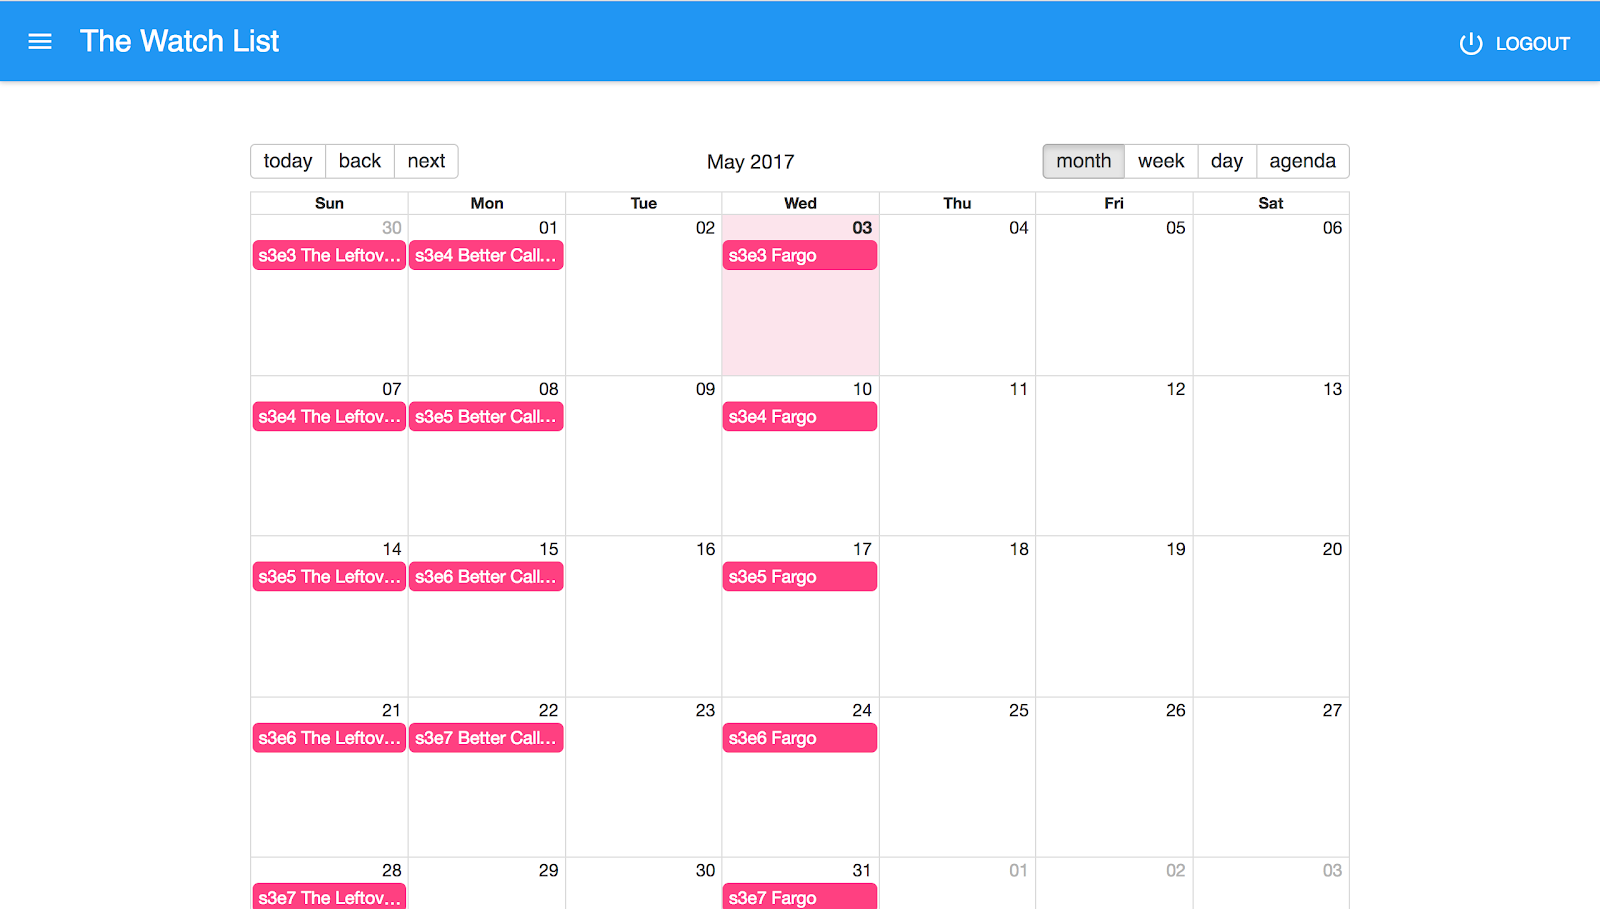 The Watch List LOGOUT
today back next May 2017 month week day agenda
Sun Mon Tue Wed Thu Fri Sat
30 01 02 03 04 05 06
s3e3 The Leftov... s3e4 Better Call... s3e3 Fargo
07 08 09 10 11 12 13
s3e4 The Leftov... s3e5 Better Call... s3e4 Fargo
14 15 16 17 18 19 20
s3e5 The Leftov... s3e6 Better Call... s3e5 Fargo
21 22 23 24 25 26 27
s3e6 The Leftov... s3e7 Better Call... s3e6 Fargo
28 29 30 31 01 02 03
s3e7 The Leftov... s3e7 Fargo